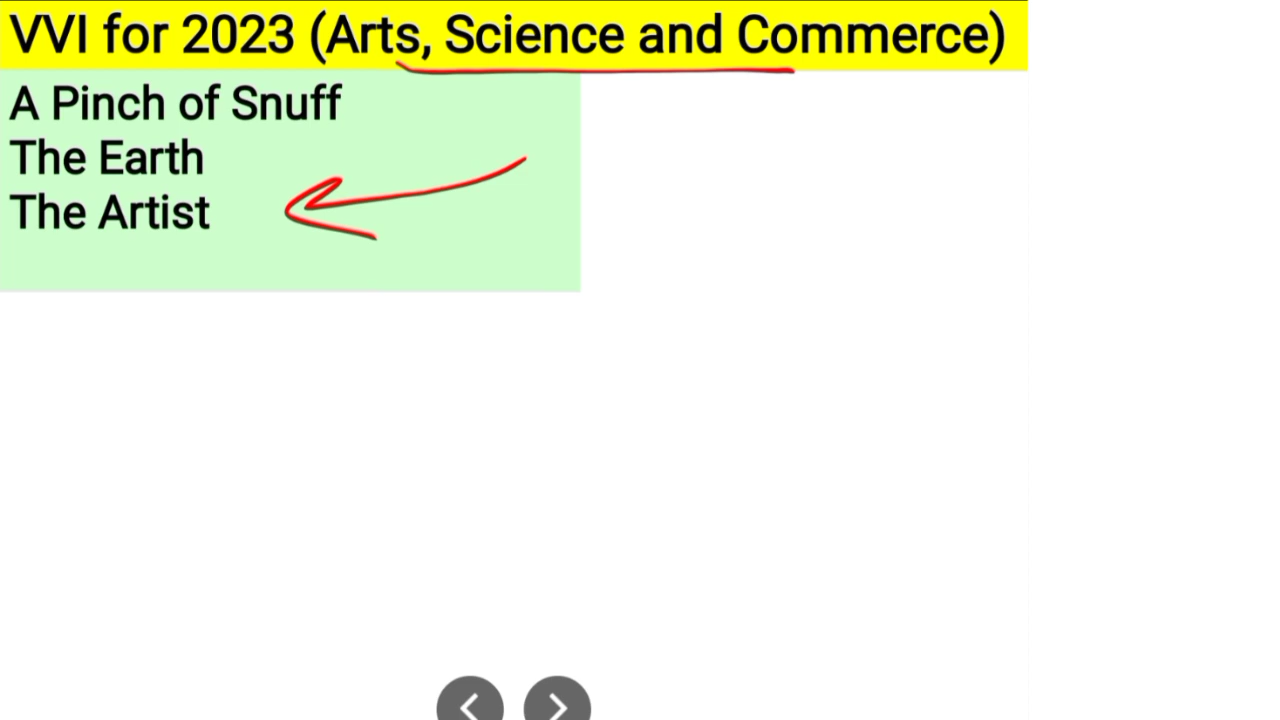 VVI for 2023 (Arts, Science and Commerce)
A Pinch of Snuff
The Earth
The Artist